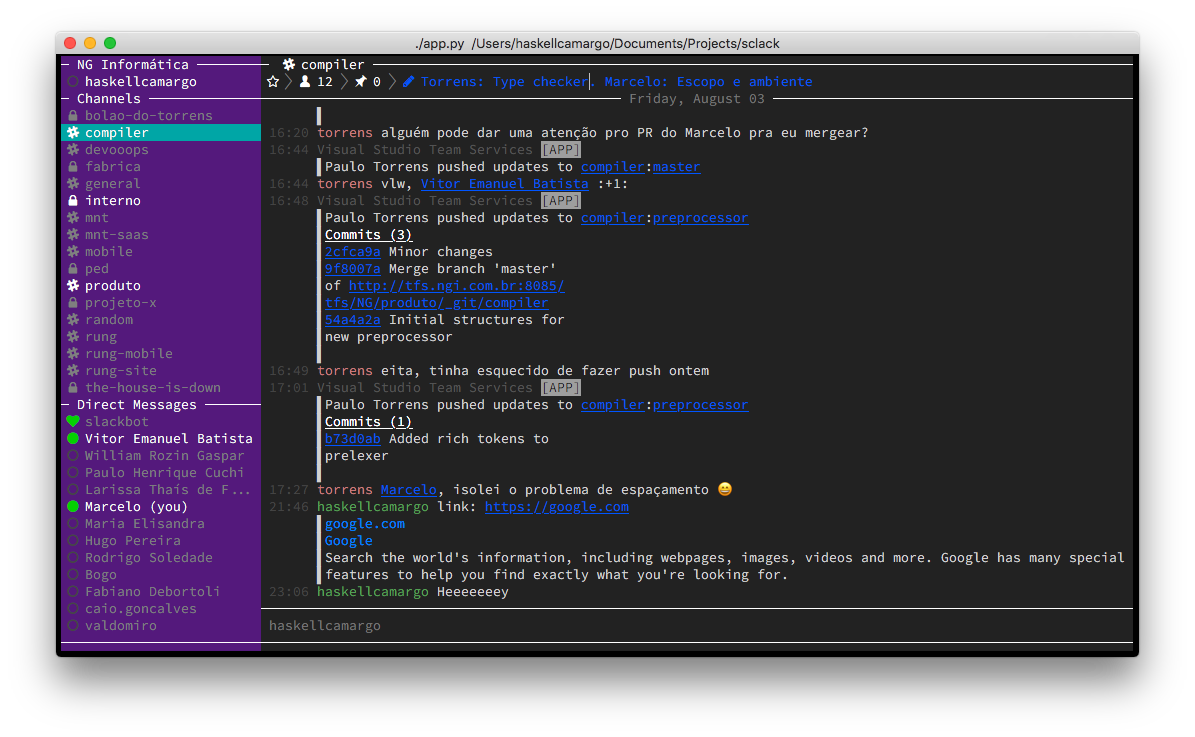 ./app.py /Users/haskellcamargo/Documents/Projects/sclack
NG Informática
haskellcamargo
Channels
bolao-do-torrens
compiler
devooops
fabrica
general
interno
mnt
mnt-saas
mobile
ped
produto
projeto-x
random
rung
rung-mobile
rung-site
the-house-is-down
Direct Messages
slackbot
Vitor Emanuel Batista
William Rozin Gaspar
Paulo Henrique Cuchi
Larissa Thaís de F...
Marcelo (you)
Maria Elisandra
Hugo Pereira
Rodrigo Soledade
Bogo
Fabiano Debortoli
caio.goncalves
valdomiro
compiler
12 0 Torrens: Type checker, Marcelo: Escopo e ambiente
Friday, August 03
16:20 torrens alguém pode dar uma atenção pro PR do Marcelo pra eu mergear?
16:44 Visual Studio Team Services [APP]
Paulo Torrens pushed updates to compiler:master
16:44 torrens vlw, Vitor Emanuel Batista :+1:
16:48 Visual Studio Team Services [APP]
Paulo Torrens pushed updates to compiler:preprocessor
Commits (3)
2cfca9a Minor changes
9f8007a Merge branch 'master'
of http://tfs.ngi.com.br:8085/
tfs/NG/produto/_git/compiler
54a4a2a Initial structures for
new preprocessor
16:49 torrens eita, tinha esquecido de fazer push ontem
17:01 Visual Studio Team Services [APP]
Paulo Torrens pushed updates to compiler:preprocessor
Commits (1)
b73d0ab Added rich tokens to
prelexer
17:27 torrens Marcelo, isolei o problema de espaçamento 😄
21:46 haskellcamargo link: https://google.com
google.com
Google
Search the world's information, including webpages, images, videos and more. Google has many special
features to help you find exactly what you're looking for.
23:06 haskellcamargo Heeeeeeey
haskellcamargo